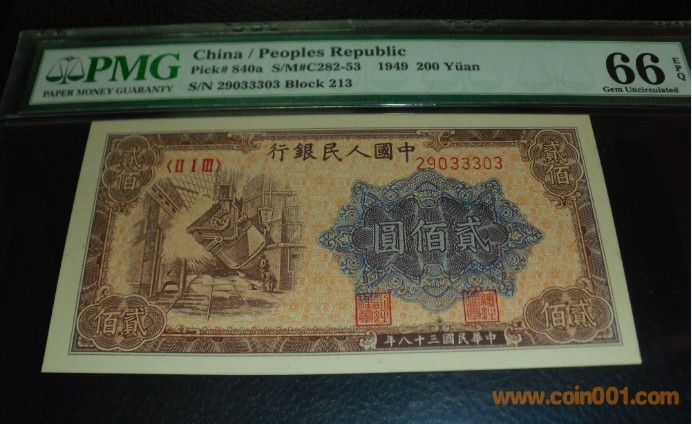 PMG
PAPER MONEY GUARANTY
China / Peoples Republic
Pick# 840a S/M#C282-53 1949 200 Yüan
S/N 29033303 Block 213
66 EPQ
Gem Uncirculated
行銀民人國中
〈II I III〉
29033303
貳佰
貳佰
圓佰貳
佰貳
佰貳
年八十三國民華中
www.coin001.com